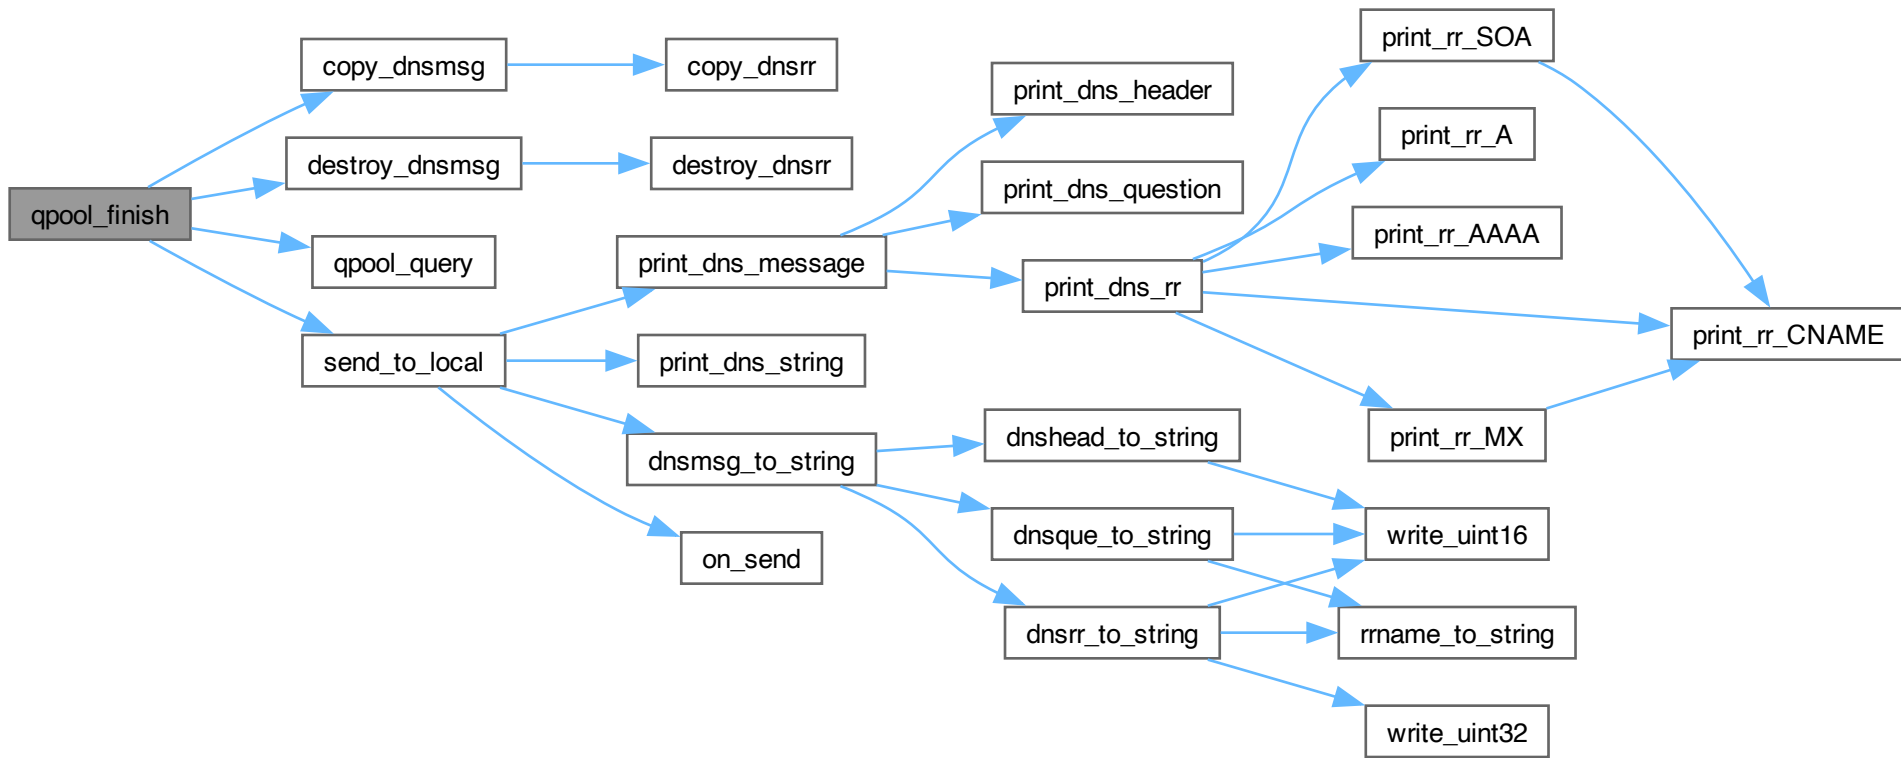 qpool_finish
copy_dnsmsg
destroy_dnsmsg
qpool_query
send_to_local
copy_dnsrr
destroy_dnsrr
print_dns_message
print_dns_string
dnsmsg_to_string
on_send
print_dns_header
print_dns_question
print_dns_rr
dnshead_to_string
dnsque_to_string
dnsrr_to_string
print_rr_SOA
print_rr_A
print_rr_AAAA
print_rr_MX
write_uint16
rrname_to_string
write_uint32
print_rr_CNAME